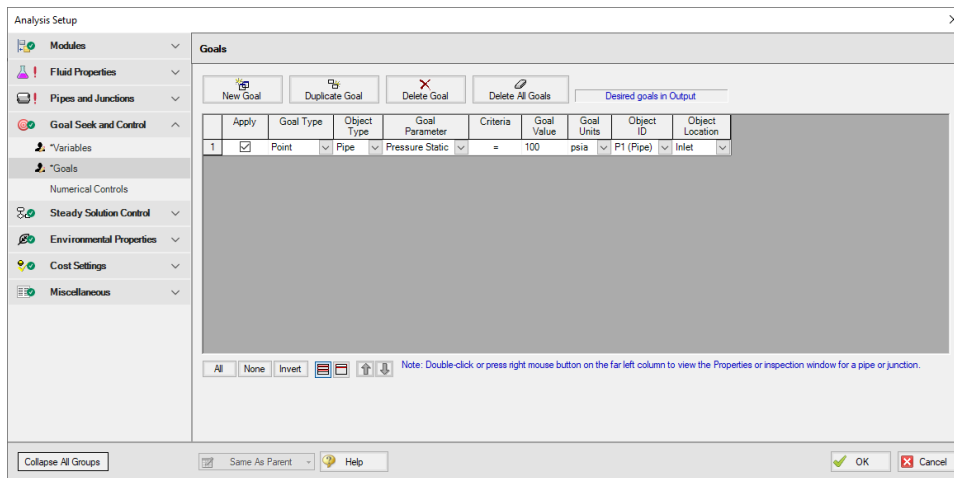 Analysis Setup
Modules
Fluid Properties
Pipes and Junctions
Goal Seek and Control
*Variables
*Goals
Numerical Controls
Steady Solution Control
Environmental Properties
Cost Settings
Miscellaneous
Goals
New Goal Duplicate Goal Delete Goal Delete All Goals Desired goals in Output
Apply Goal Type Object Type Goal Parameter Criteria Goal Value Goal Units Object ID Object Location
1 Point Pipe Pressure Static = 100 psia P1 (Pipe) Inlet
All None Invert Note: Double-click or press right mouse button on the far left column to view the Properties or inspection window for a pipe or junction.
Collapse All Groups Same As Parent Help OK Cancel